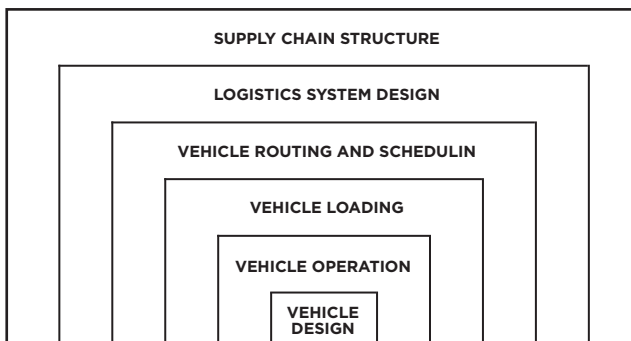 SUPPLY CHAIN STRUCTURE
LOGISTICS SYSTEM DESIGN
VEHICLE ROUTING AND SCHEDULIN
VEHICLE LOADING
VEHICLE OPERATION
VEHICLE
DESIGN